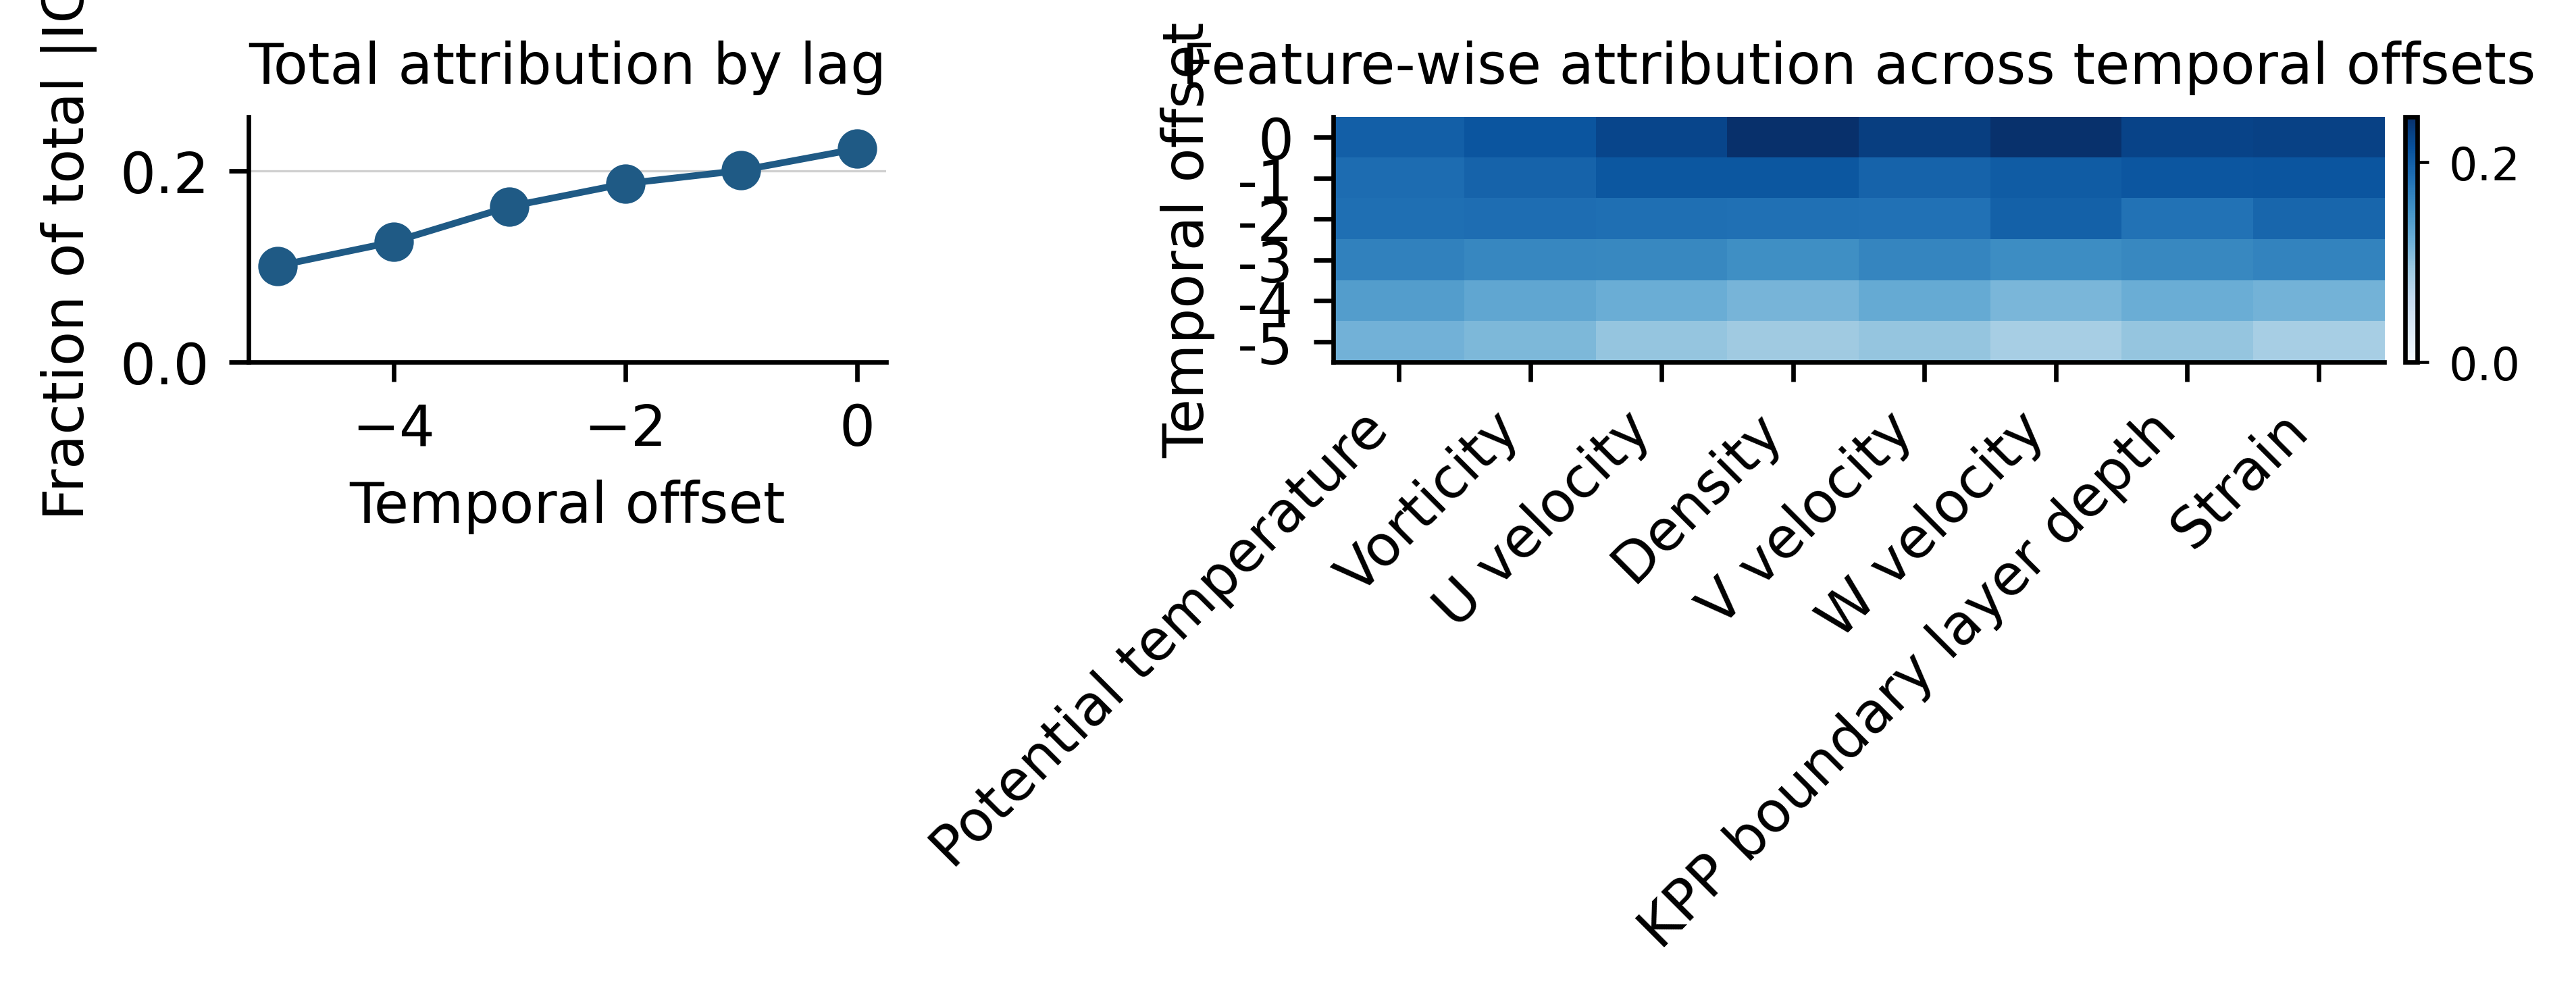 Total attribution by lag
Fraction of total |IG
0.2
0.0
−4
−2
0
Temporal offset
Feature-wise attribution across temporal offsets
Temporal offset
0
-1
-2
-3
-4
-5
Potential temperature
Vorticity
U velocity
Density
V velocity
W velocity
KPP boundary layer depth
Strain
0.2
0.0